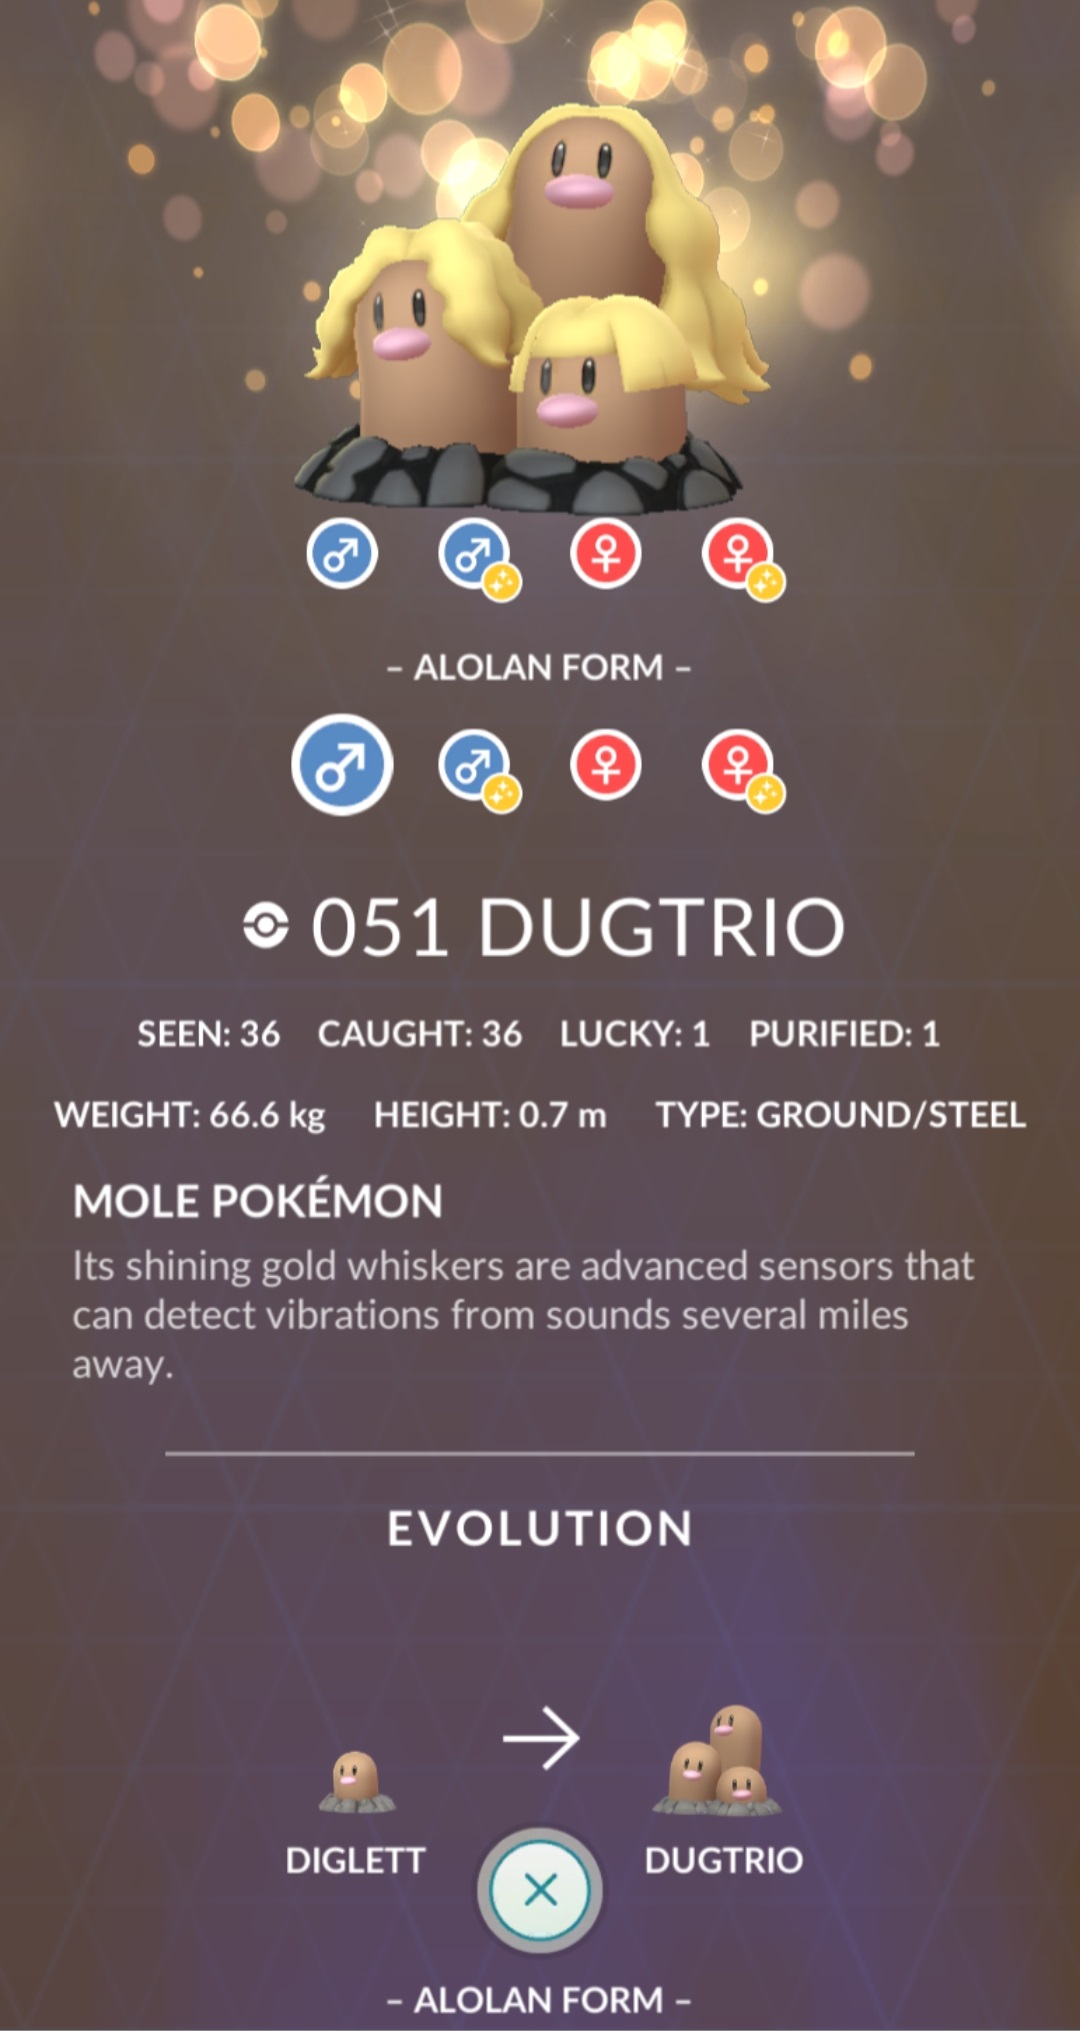 – ALOLAN FORM –
051 DUGTRIO
SEEN: 36 CAUGHT: 36 LUCKY: 1 PURIFIED: 1
WEIGHT: 66.6 kg HEIGHT: 0.7 m TYPE: GROUND/STEEL
MOLE POKÉMON
Its shining gold whiskers are advanced sensors that
can detect vibrations from sounds several miles
away.
EVOLUTION
DIGLETT DUGTRIO
– ALOLAN FORM –